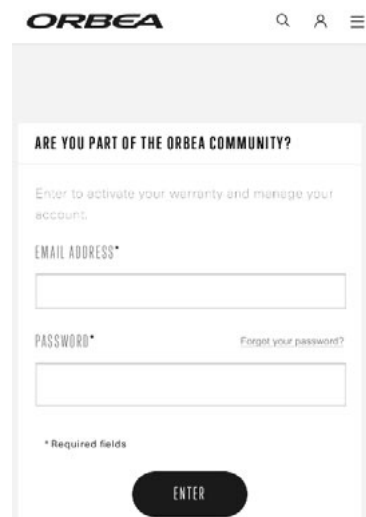 ORBEA
ARE YOU PART OF THE ORBEA COMMUNITY?
Enter to activate your warranty and manage your
account.
EMAIL ADDRESS*
PASSWORD*
Forgot your password?
* Required fields
ENTER